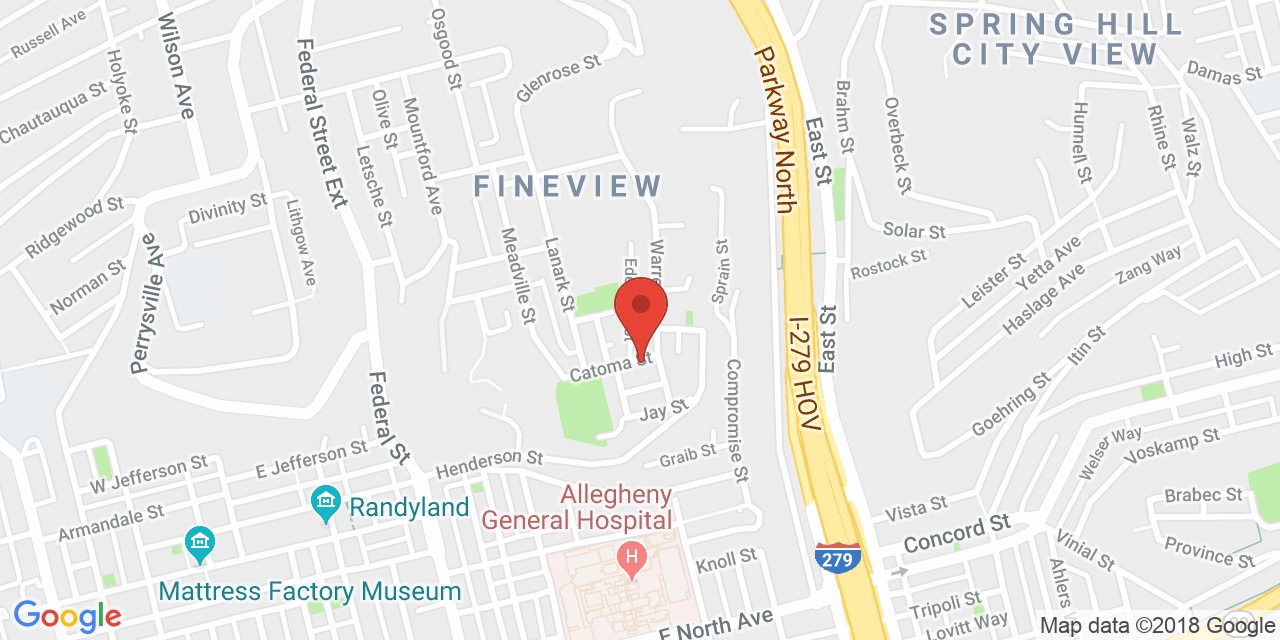 Russell Ave
Wilson Ave
Holyoke St
Chautauqua St
Federal Street Ext
Osgood St
Glenrose St
Olive St
Mountford Ave
Letsche St
FINEVIEW
Parkway North
East St
Brahm St
Overbeck St
SPRING HILL
CITY VIEW
Damas St
Hunnell St
Rhine St
Walz St
Ridgewood St
Divinity St
Lithgow Ave
Norman St
Perrysville Ave
Meadville St
Lanark St
Sprain St
Solar St
Rostock St
Leister St
Yetta Ave
Haslage Ave
Zang Way
Itin St
I-279 HOV
East St
High St
Catoma St
Compromise St
Goehring St
Federal St
Jay St
Welser Way
Voskamp St
W Jefferson St
E Jefferson St
Henderson St
Graib St
Armandale St
Randyland
Allegheny
General Hospital
H
Vista St
Concord St
Brabec St
Province St
Vinial St
Knoll St
279
Mattress Factory Museum
Tripoli St
Lovitt Way
E North Ave
Google
Map data ©2018 Google